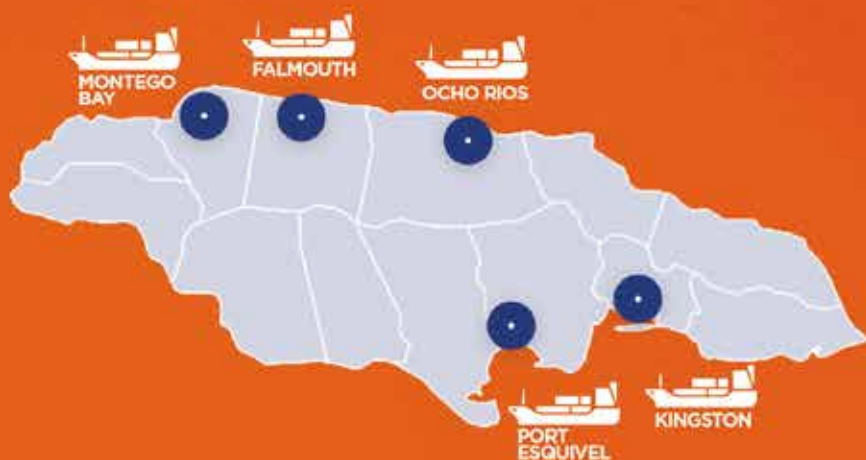 MONTEGO
BAY
FALMOUTH
OCHO RIOS
PORT
ESQUIVEL
KINGSTON